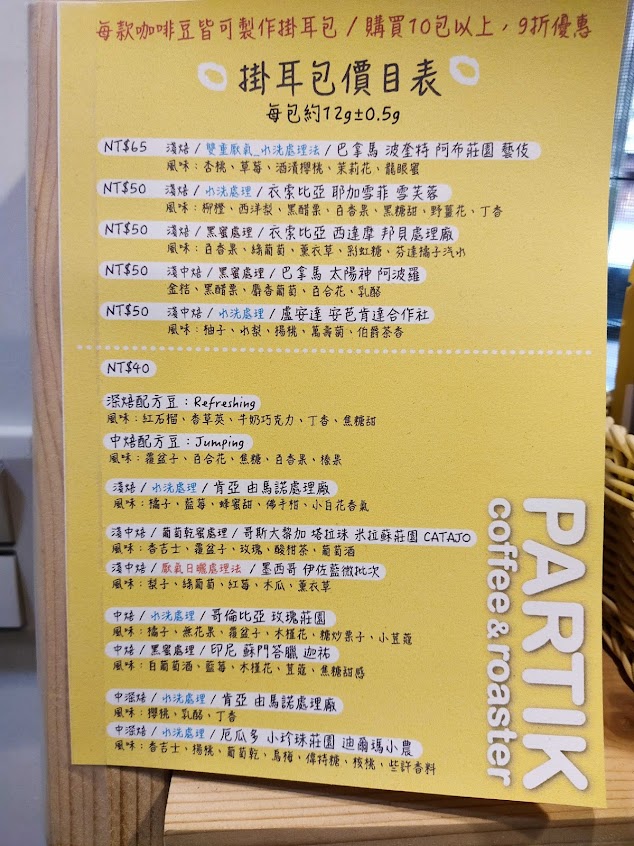 每款咖啡豆皆可製作掛耳包 / 購買10包以上，9折優惠
掛耳包價目表
每包約12g±0.5g
NT$65 淺焙 / 雙重厭氧_水洗處理法 / 巴拿馬 波奎特 阿布莊園 藝伎
風味：杏桃、草莓、酒漬櫻桃、茉莉花、龍眼蜜
NT$50 淺焙 / 水洗處理 / 衣索比亞 耶加雪菲 雪芙蓉
風味：柳橙、西洋梨、黑醋栗、百香果、黑糖甜、野薑花、丁香
NT$50 淺焙 / 黑蜜處理 / 衣索比亞 西達摩 邦貝處理廠
風味：百香果、綠葡萄、薰衣草、彩虹糖、芬達橘子汽水
NT$50 淺中焙 / 黑蜜處理 / 巴拿馬 太陽神 阿波羅
金桔、黑醋栗、麝香葡萄、百合花、乳酪
NT$50 淺中焙 / 水洗處理 / 盧安達 安芭肯達合作社
風味：柚子、水梨、楊桃、萬壽菊、伯爵茶香
NT$40
深焙配方豆：Refreshing
風味：紅石榴、香草莢、牛奶巧克力、丁香、焦糖甜
中焙配方豆：Jumping
風味：覆盆子、百合花、焦糖、百香果、榛果
淺焙 / 水洗處理 / 肯亞 由馬諾處理廠
風味：橘子、藍莓、蜂蜜甜、佛手柑、小白花香氣
淺中焙 / 葡萄乾蜜處理 / 哥斯大黎加 塔拉珠 米拉蘇莊園 CATAJO
風味：香吉士、覆盆子、玫瑰、酸柑茶、葡萄酒
淺中焙 / 厭氧日曬處理法 / 墨西哥 伊佐藍微批次
風味：梨子、綠葡萄、紅莓、木瓜、薰衣草
中焙 / 水洗處理 / 哥倫比亞 玫瑰莊園
風味：橘子、無花果、覆盆子、木槿花、糖炒栗子、小荳蔻
中焙 / 黑蜜處理 / 印尼 蘇門答臘 迦祐
風味：白葡萄酒、藍莓、木槿花、荳蔻、焦糖甜感
中深焙 / 水洗處理 / 肯亞 由馬諾處理廠
風味：櫻桃、乳酪、丁香
中深焙 / 水洗處理 / 厄瓜多 小珍珠莊園 迪爾瑪小農
風味：香吉士、楊桃、葡萄乾、烏梅、偉特糖、核桃、些許香料
PARTIK
coffee & roaster